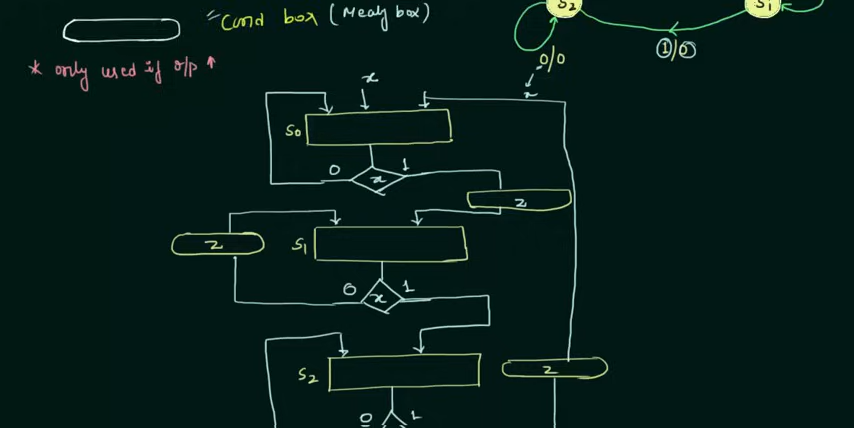 = Cond box (Mealy box)
* only used if o/p ↑
S2
S1
0/0
1/0
x
x
S0
0
x
1
z
z
S1
0
x
1
S2
z
0
1